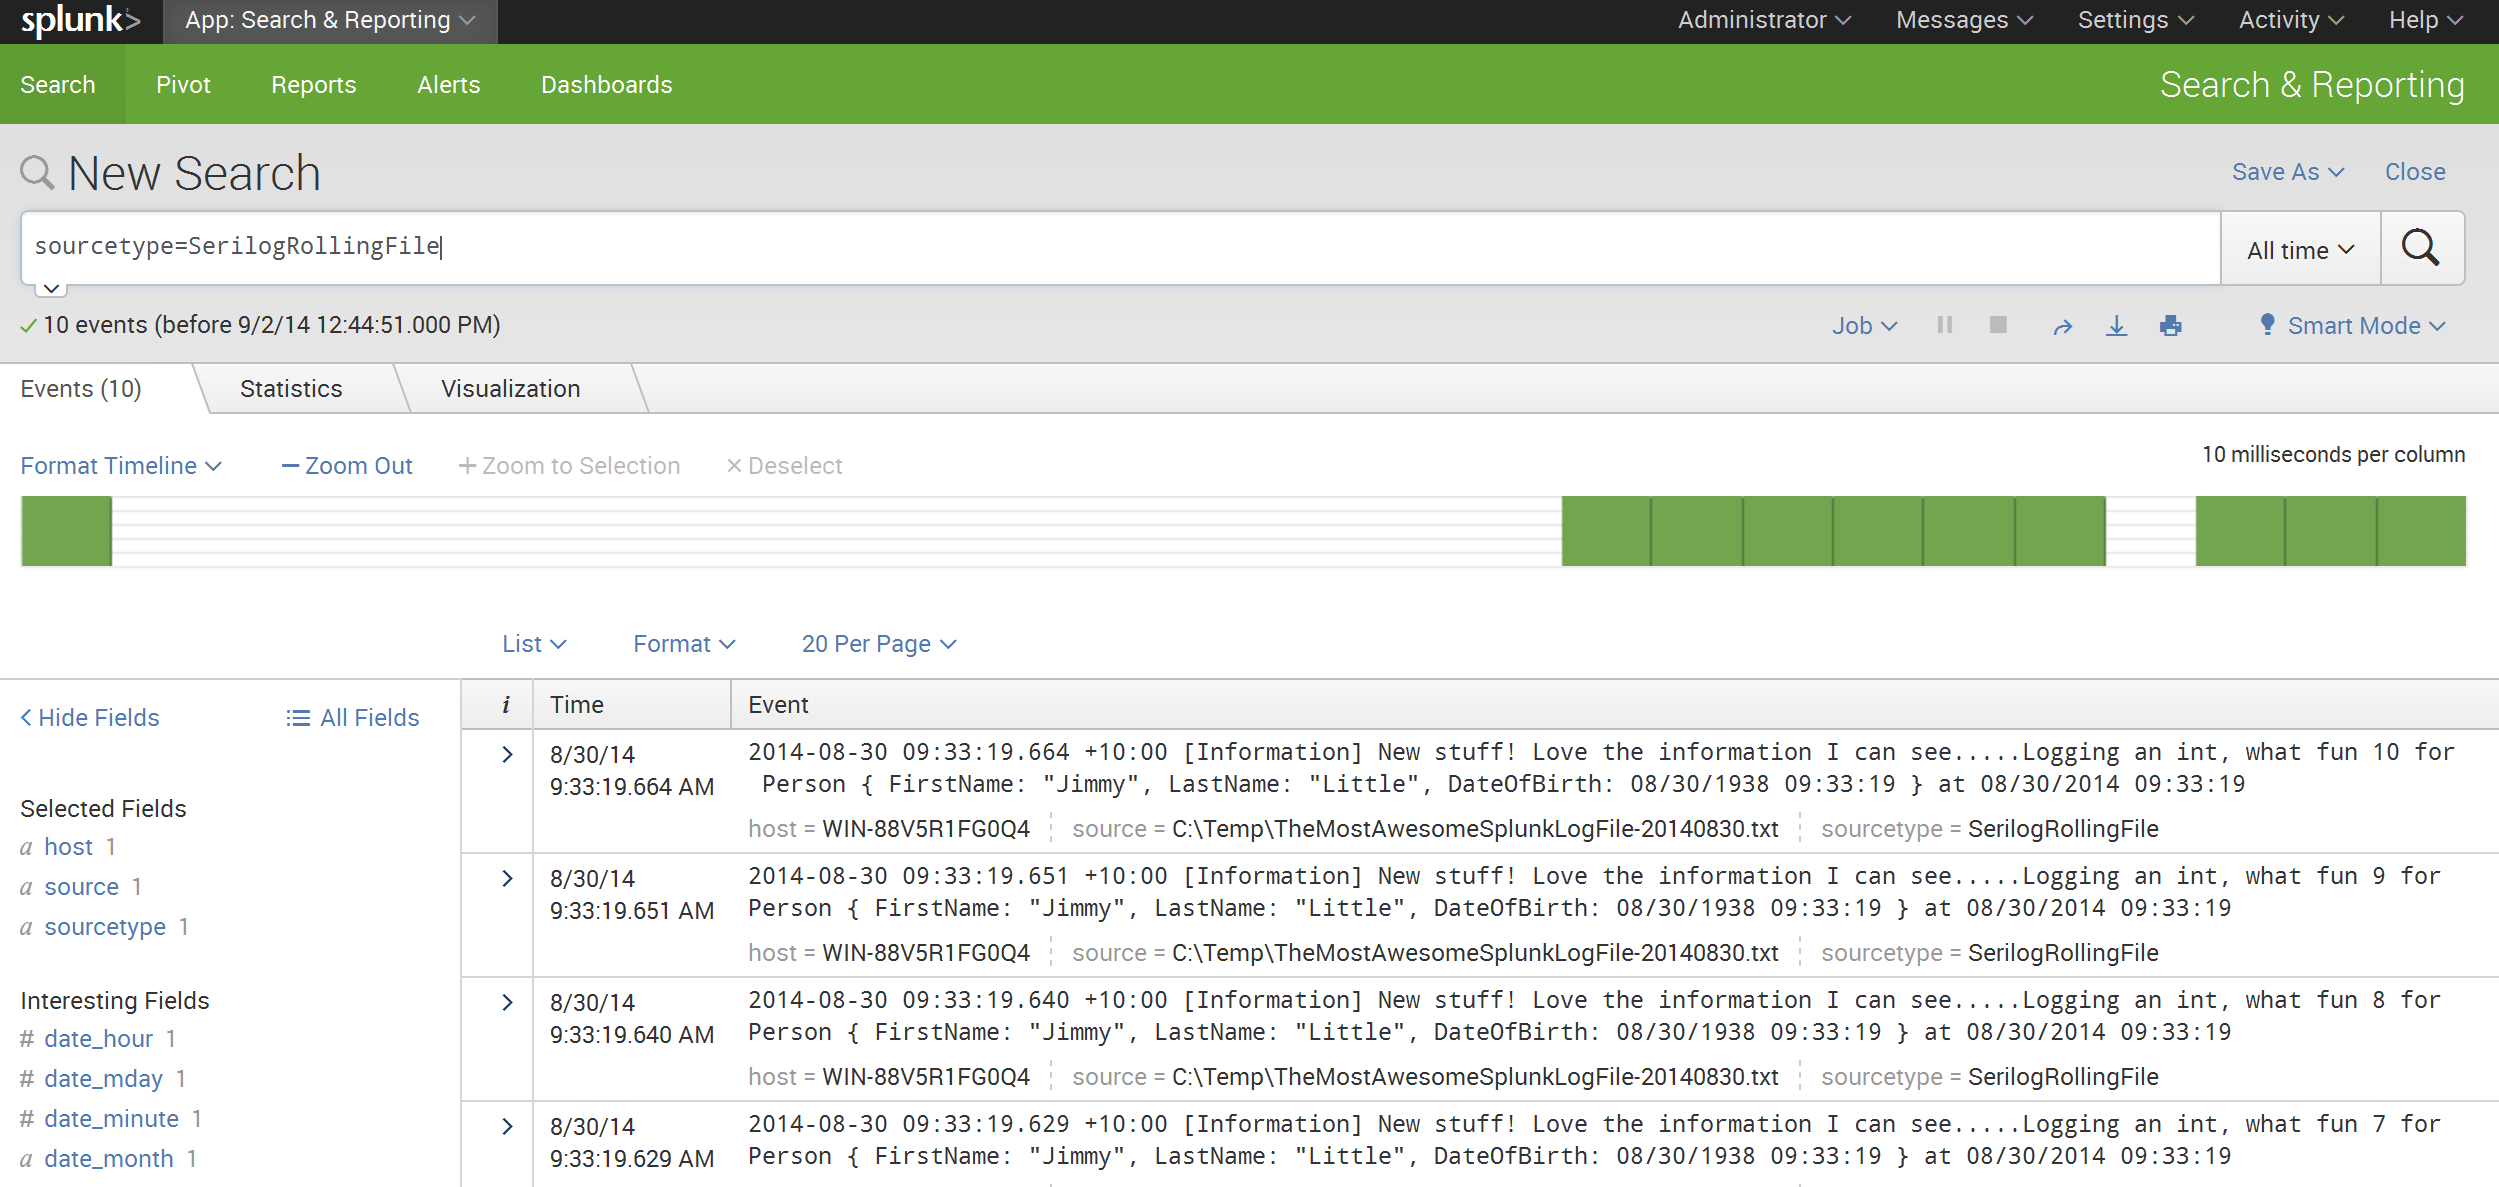 splunk> App: Search & Reporting Administrator Messages Settings Activity Help
Search Pivot Reports Alerts Dashboards Search & Reporting
New Search Save As Close
sourcetype=SerilogRollingFile All time
10 events (before 9/2/14 12:44:51.000 PM) Job Smart Mode
Events (10) Statistics Visualization
Format Timeline — Zoom Out + Zoom to Selection × Deselect 10 milliseconds per column
List Format 20 Per Page
< Hide Fields All Fields
Selected Fields
a host 1
a source 1
a sourcetype 1
Interesting Fields
# date_hour 1
# date_mday 1
# date_minute 1
a date_month 1
i Time Event
> 8/30/14 2014-08-30 09:33:19.664 +10:00 [Information] New stuff! Love the information I can see.....Logging an int, what fun 10 for
9:33:19.664 AM Person { FirstName: "Jimmy", LastName: "Little", DateOfBirth: 08/30/1938 09:33:19 } at 08/30/2014 09:33:19
host = WIN-88V5R1FG0Q4 source = C:\Temp\TheMostAwesomeSplunkLogFile-20140830.txt sourcetype = SerilogRollingFile
> 8/30/14 2014-08-30 09:33:19.651 +10:00 [Information] New stuff! Love the information I can see.....Logging an int, what fun 9 for
9:33:19.651 AM Person { FirstName: "Jimmy", LastName: "Little", DateOfBirth: 08/30/1938 09:33:19 } at 08/30/2014 09:33:19
host = WIN-88V5R1FG0Q4 source = C:\Temp\TheMostAwesomeSplunkLogFile-20140830.txt sourcetype = SerilogRollingFile
> 8/30/14 2014-08-30 09:33:19.640 +10:00 [Information] New stuff! Love the information I can see.....Logging an int, what fun 8 for
9:33:19.640 AM Person { FirstName: "Jimmy", LastName: "Little", DateOfBirth: 08/30/1938 09:33:19 } at 08/30/2014 09:33:19
host = WIN-88V5R1FG0Q4 source = C:\Temp\TheMostAwesomeSplunkLogFile-20140830.txt sourcetype = SerilogRollingFile
> 8/30/14 2014-08-30 09:33:19.629 +10:00 [Information] New stuff! Love the information I can see.....Logging an int, what fun 7 for
9:33:19.629 AM Person { FirstName: "Jimmy", LastName: "Little", DateOfBirth: 08/30/1938 09:33:19 } at 08/30/2014 09:33:19